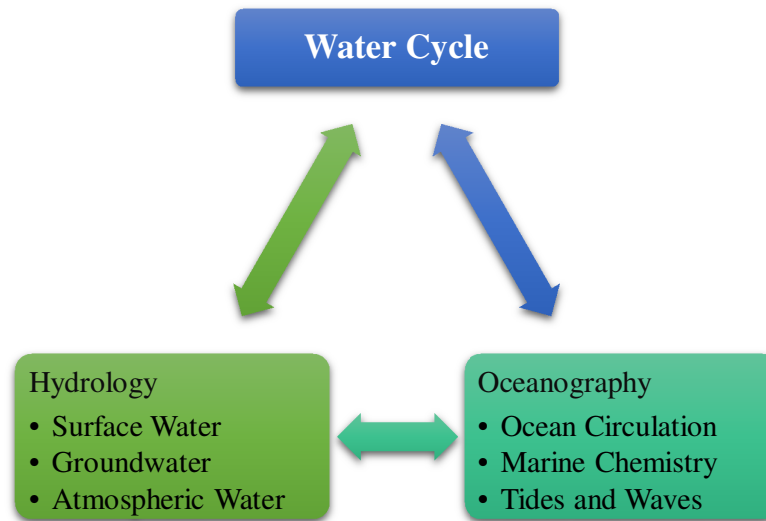 Water Cycle
Hydrology
• Surface Water
• Groundwater
• Atmospheric Water
Oceanography
• Ocean Circulation
• Marine Chemistry
• Tides and Waves